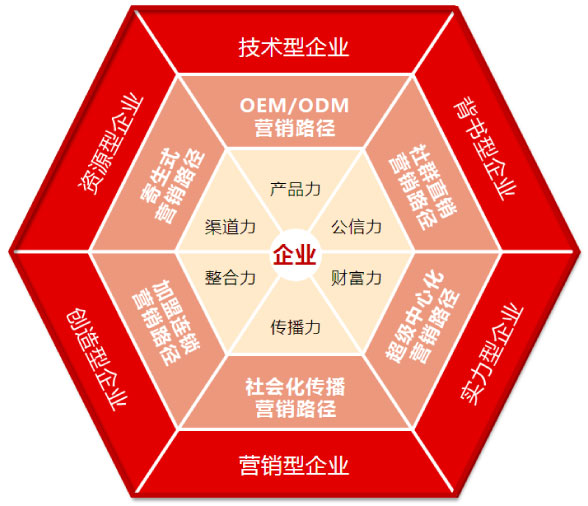 技术型企业
OEM/ODM
营销路径
产品力
背书型企业
社群直销
营销路径
公信力
实力型企业
超级中心化
营销路径
财富力
营销型企业
社会化传播
营销路径
传播力
创造型企业
加盟连锁
营销路径
整合力
资源型企业
寄生式
营销路径
渠道力
企业